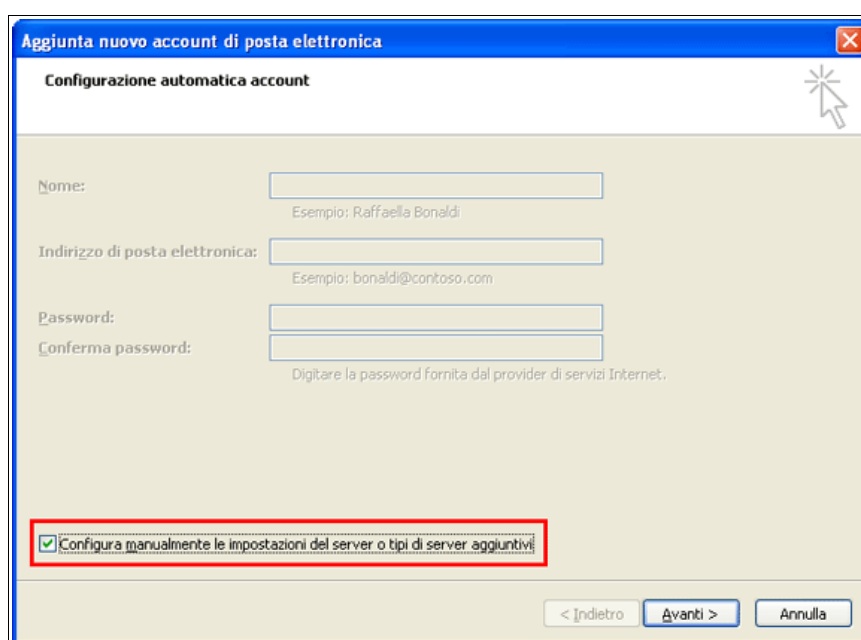 Aggiunta nuovo account di posta elettronica
Configurazione automatica account
Nome:
Esempio: Raffaella Bonaldi
Indirizzo di posta elettronica:
Esempio: bonaldi@contoso.com
Password:
Conferma password:
Digitare la password fornita dal provider di servizi Internet.
Configura manualmente le impostazioni del server o tipi di server aggiuntivi
< Indietro Avanti > Annulla